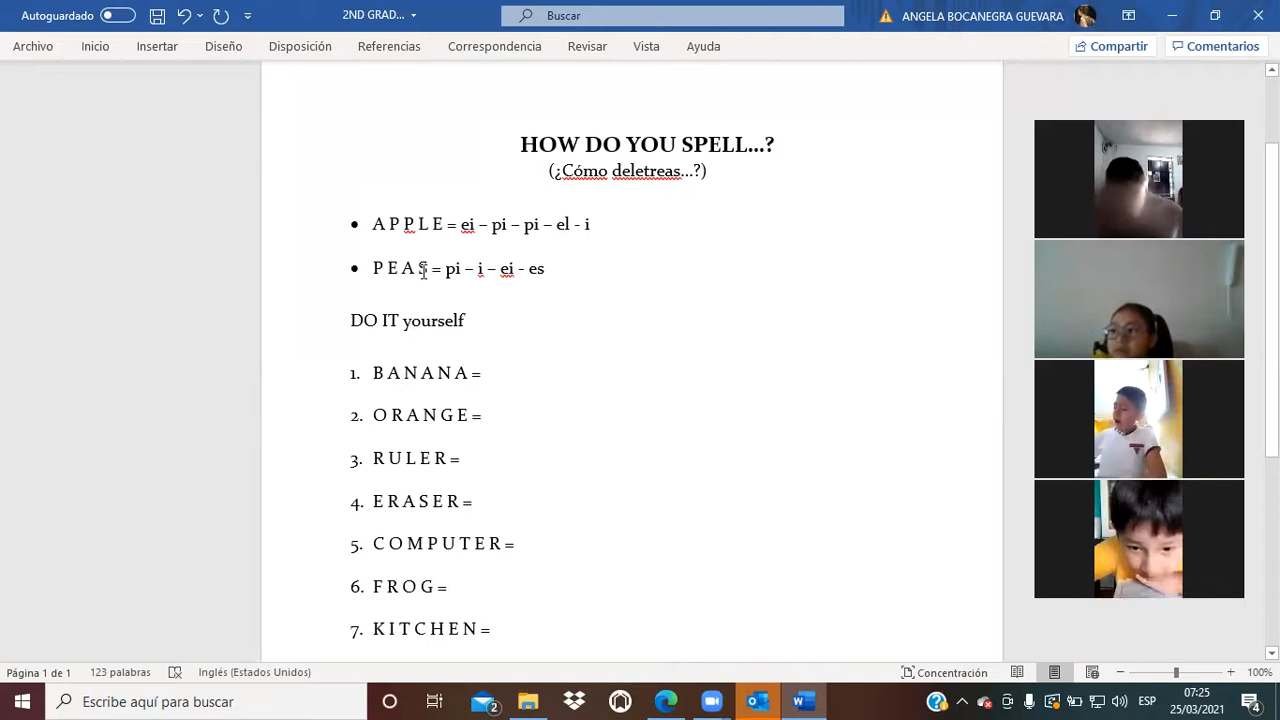 Autoguardado
2ND GRAD...
Buscar
ANGELA BOCANEGRA GUEVARA
Archivo Inicio Insertar Diseño Disposición Referencias Correspondencia Revisar Vista Ayuda
Compartir Comentarios
HOW DO YOU SPELL...?
(¿Cómo deletreas...?)
• A P P L E = ei – pi – pi – el - i
• P E A S = pi – i – ei - es
DO IT yourself
1. B A N A N A =
2. O R A N G E =
3. R U L E R =
4. E R A S E R =
5. C O M P U T E R =
6. F R O G =
7. K I T C H E N =
Página 1 de 1 123 palabras Inglés (Estados Unidos) Concentración 100%
Escribe aquí para buscar
2
ESP
07:25
25/03/2021
4